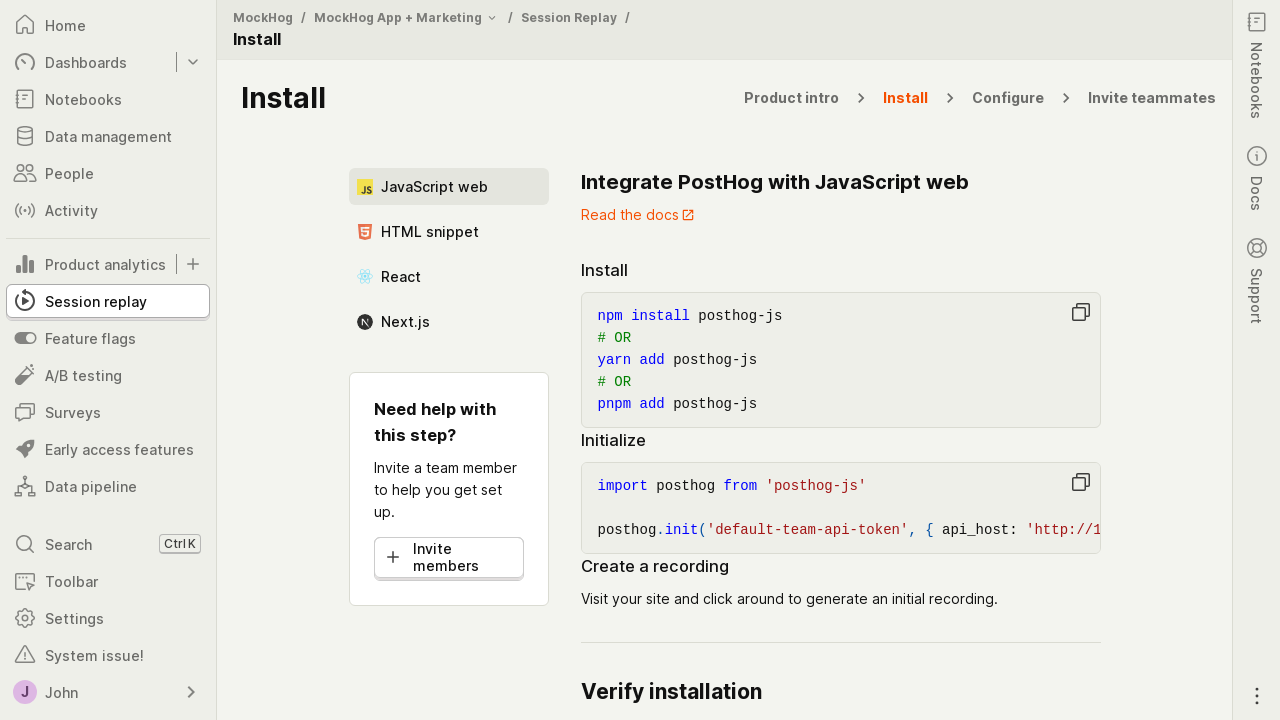 Home
Dashboards
Notebooks
Data management
People
Activity
Product analytics
Session replay
Feature flags
A/B testing
Surveys
Early access features
Data pipeline
Search Ctrl K
Toolbar
Settings
System issue!
J John
MockHog / MockHog App + Marketing / Session Replay /
Install
Install
Product intro > Install > Configure > Invite teammates
JavaScript web
HTML snippet
React
Next.js
Need help with
this step?
Invite a team member
to help you get set
up.
Invite
members
Integrate PostHog with JavaScript web
Read the docs
Install
npm install posthog-js
# OR
yarn add posthog-js
# OR
pnpm add posthog-js
Initialize
import posthog from 'posthog-js'
posthog.init('default-team-api-token', { api_host: 'http://1
Create a recording
Visit your site and click around to generate an initial recording.
Verify installation
Notebooks
Docs
Support